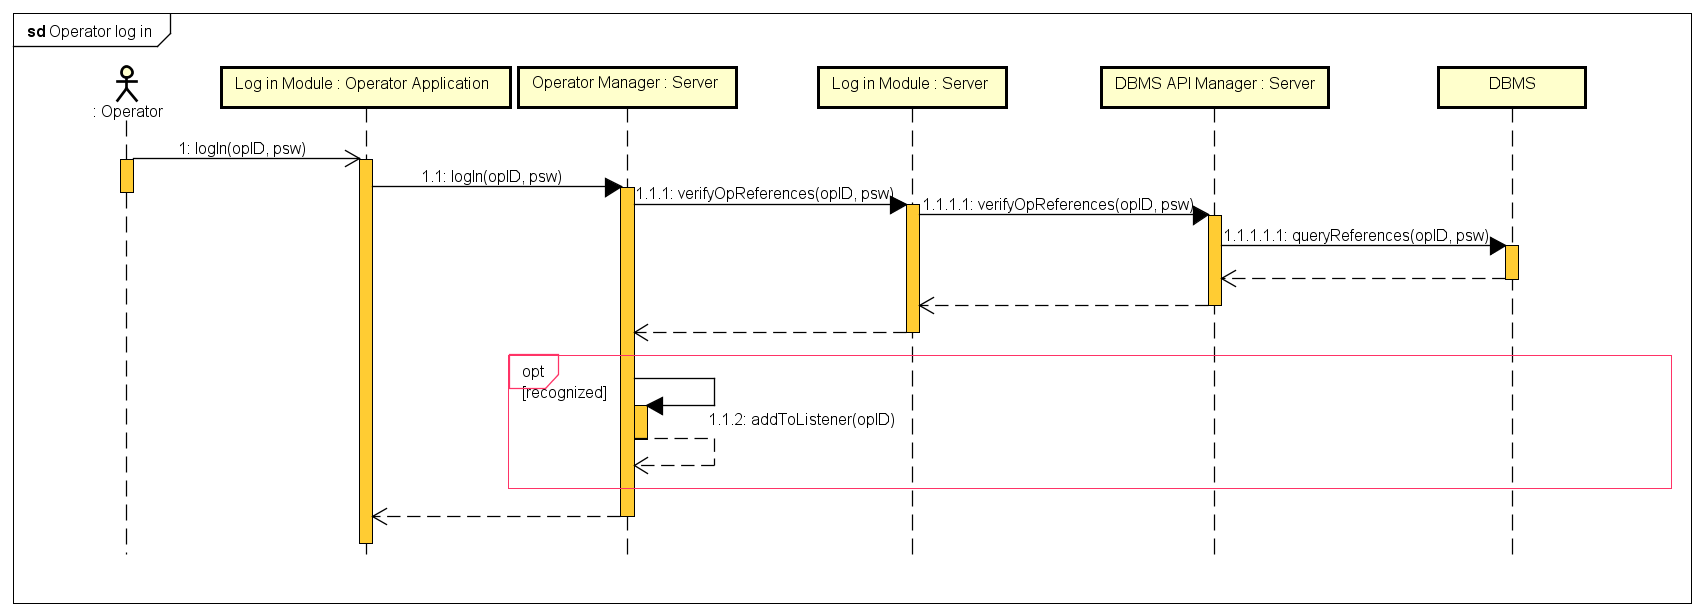 sd Operator log in
: Operator
Log in Module : Operator Application
Operator Manager : Server
Log in Module : Server
DBMS API Manager : Server
DBMS
1: logIn(opID, psw)
1.1: logIn(opID, psw)
1.1.1: verifyOpReferences(opID, psw)
1.1.1.1: verifyOpReferences(opID, psw)
1.1.1.1.1: queryReferences(opID, psw)
opt
[recognized]
1.1.2: addToListener(opID)